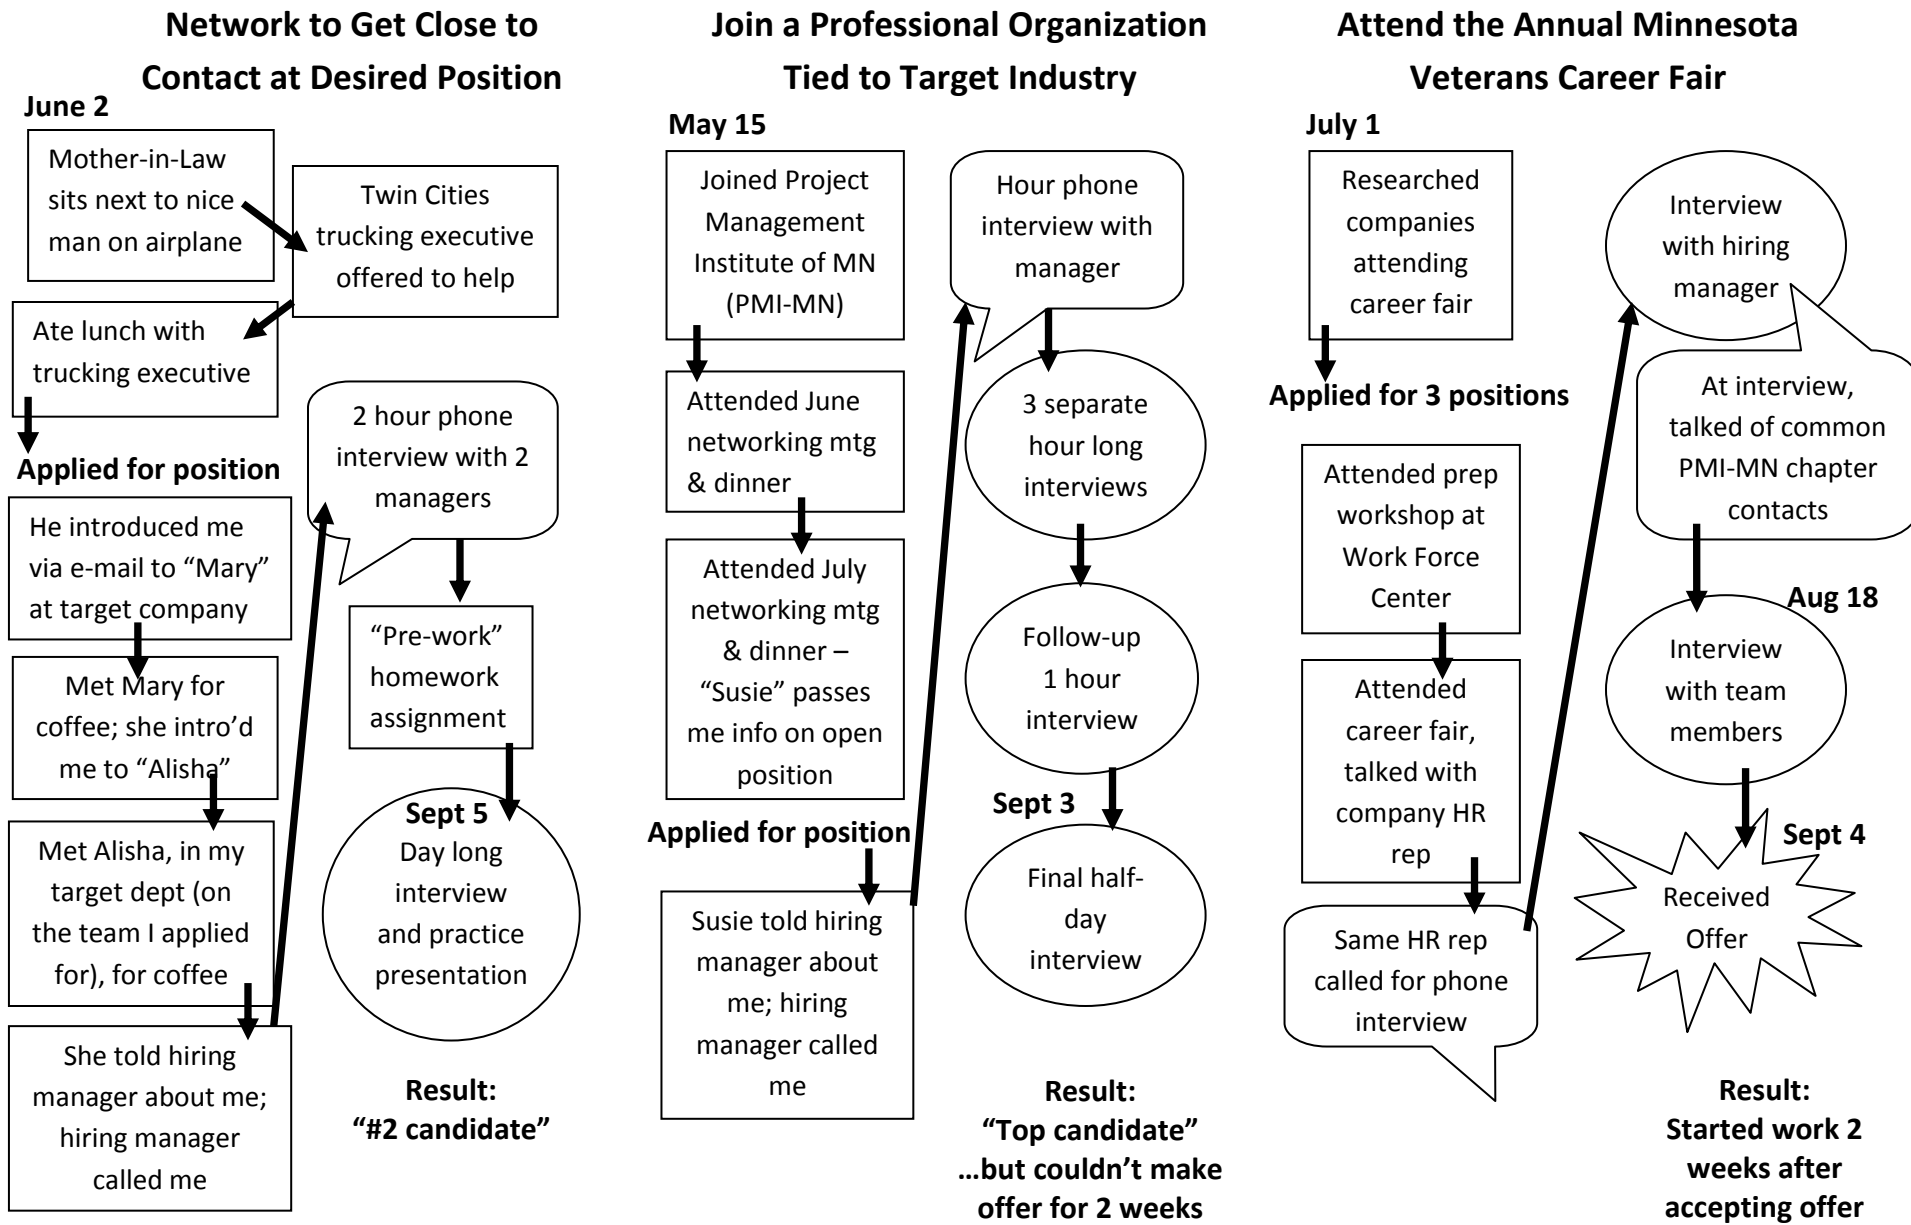 Network to Get Close to
Contact at Desired Position
June 2
Mother-in-Law
sits next to nice
man on airplane
Twin Cities
trucking executive
offered to help
Ate lunch with
trucking executive
Applied for position
He introduced me
via e-mail to “Mary”
at target company
Met Mary for
coffee; she intro’d
me to “Alisha”
Met Alisha, in my
target dept (on
the team I applied
for), for coffee
She told hiring
manager about me;
hiring manager
called me
2 hour phone
interview with 2
managers
“Pre-work”
homework
assignment
Sept 5
Day long
interview
and practice
presentation
Result:
“#2 candidate”
Join a Professional Organization
Tied to Target Industry
May 15
Joined Project
Management
Institute of MN
(PMI-MN)
Attended June
networking mtg
& dinner
Attended July
networking mtg
& dinner –
“Susie” passes
me info on open
position
Applied for position
Susie told hiring
manager about
me; hiring
manager called
me
Hour phone
interview with
manager
3 separate
hour long
interviews
Follow-up
1 hour
interview
Sept 3
Final half-
day
interview
Result:
“Top candidate”
…but couldn’t make
offer for 2 weeks
Attend the Annual Minnesota
Veterans Career Fair
July 1
Researched
companies
attending
career fair
Applied for 3 positions
Attended prep
workshop at
Work Force
Center
Attended
career fair,
talked with
company HR
rep
Same HR rep
called for phone
interview
Interview
with hiring
manager
At interview,
talked of common
PMI-MN chapter
contacts
Aug 18
Interview
with team
members
Sept 4
Received
Offer
Result:
Started work 2
weeks after
accepting offer